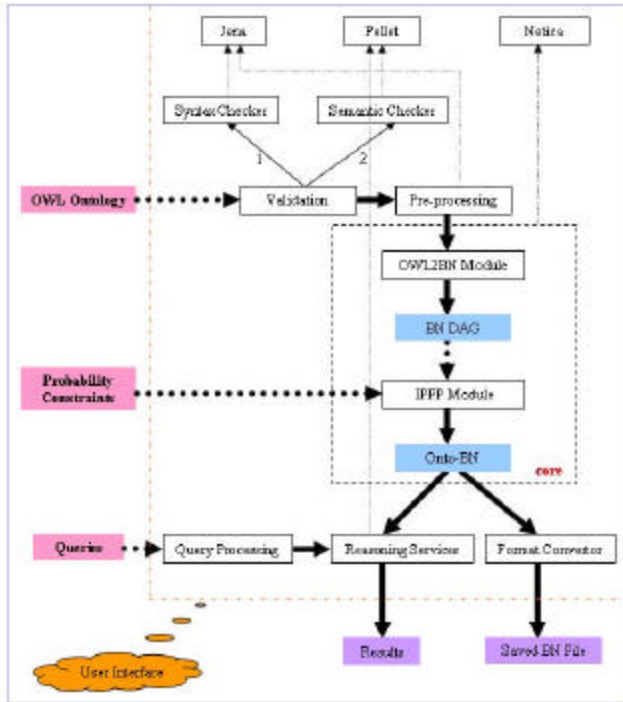 Jena
Pellet
Netica
Syntax Checker
Semantic Checker
1
2
OWL Ontology
Validation
Pre-processing
OWL2BN Module
BN DAG
Probability
Constraints
IPFP Module
Onto-BN
core
Queries
Query Processing
Reasoning Services
Format Convertor
Results
Saved BN File
User Interface